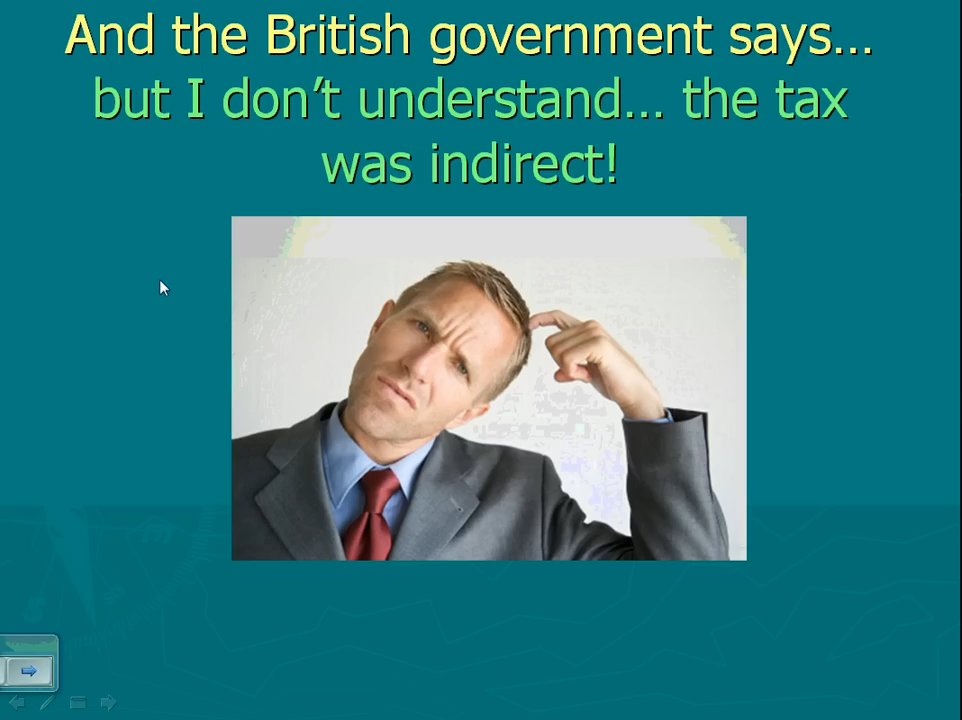 And the British government says...
but I don't understand... the tax
was indirect!